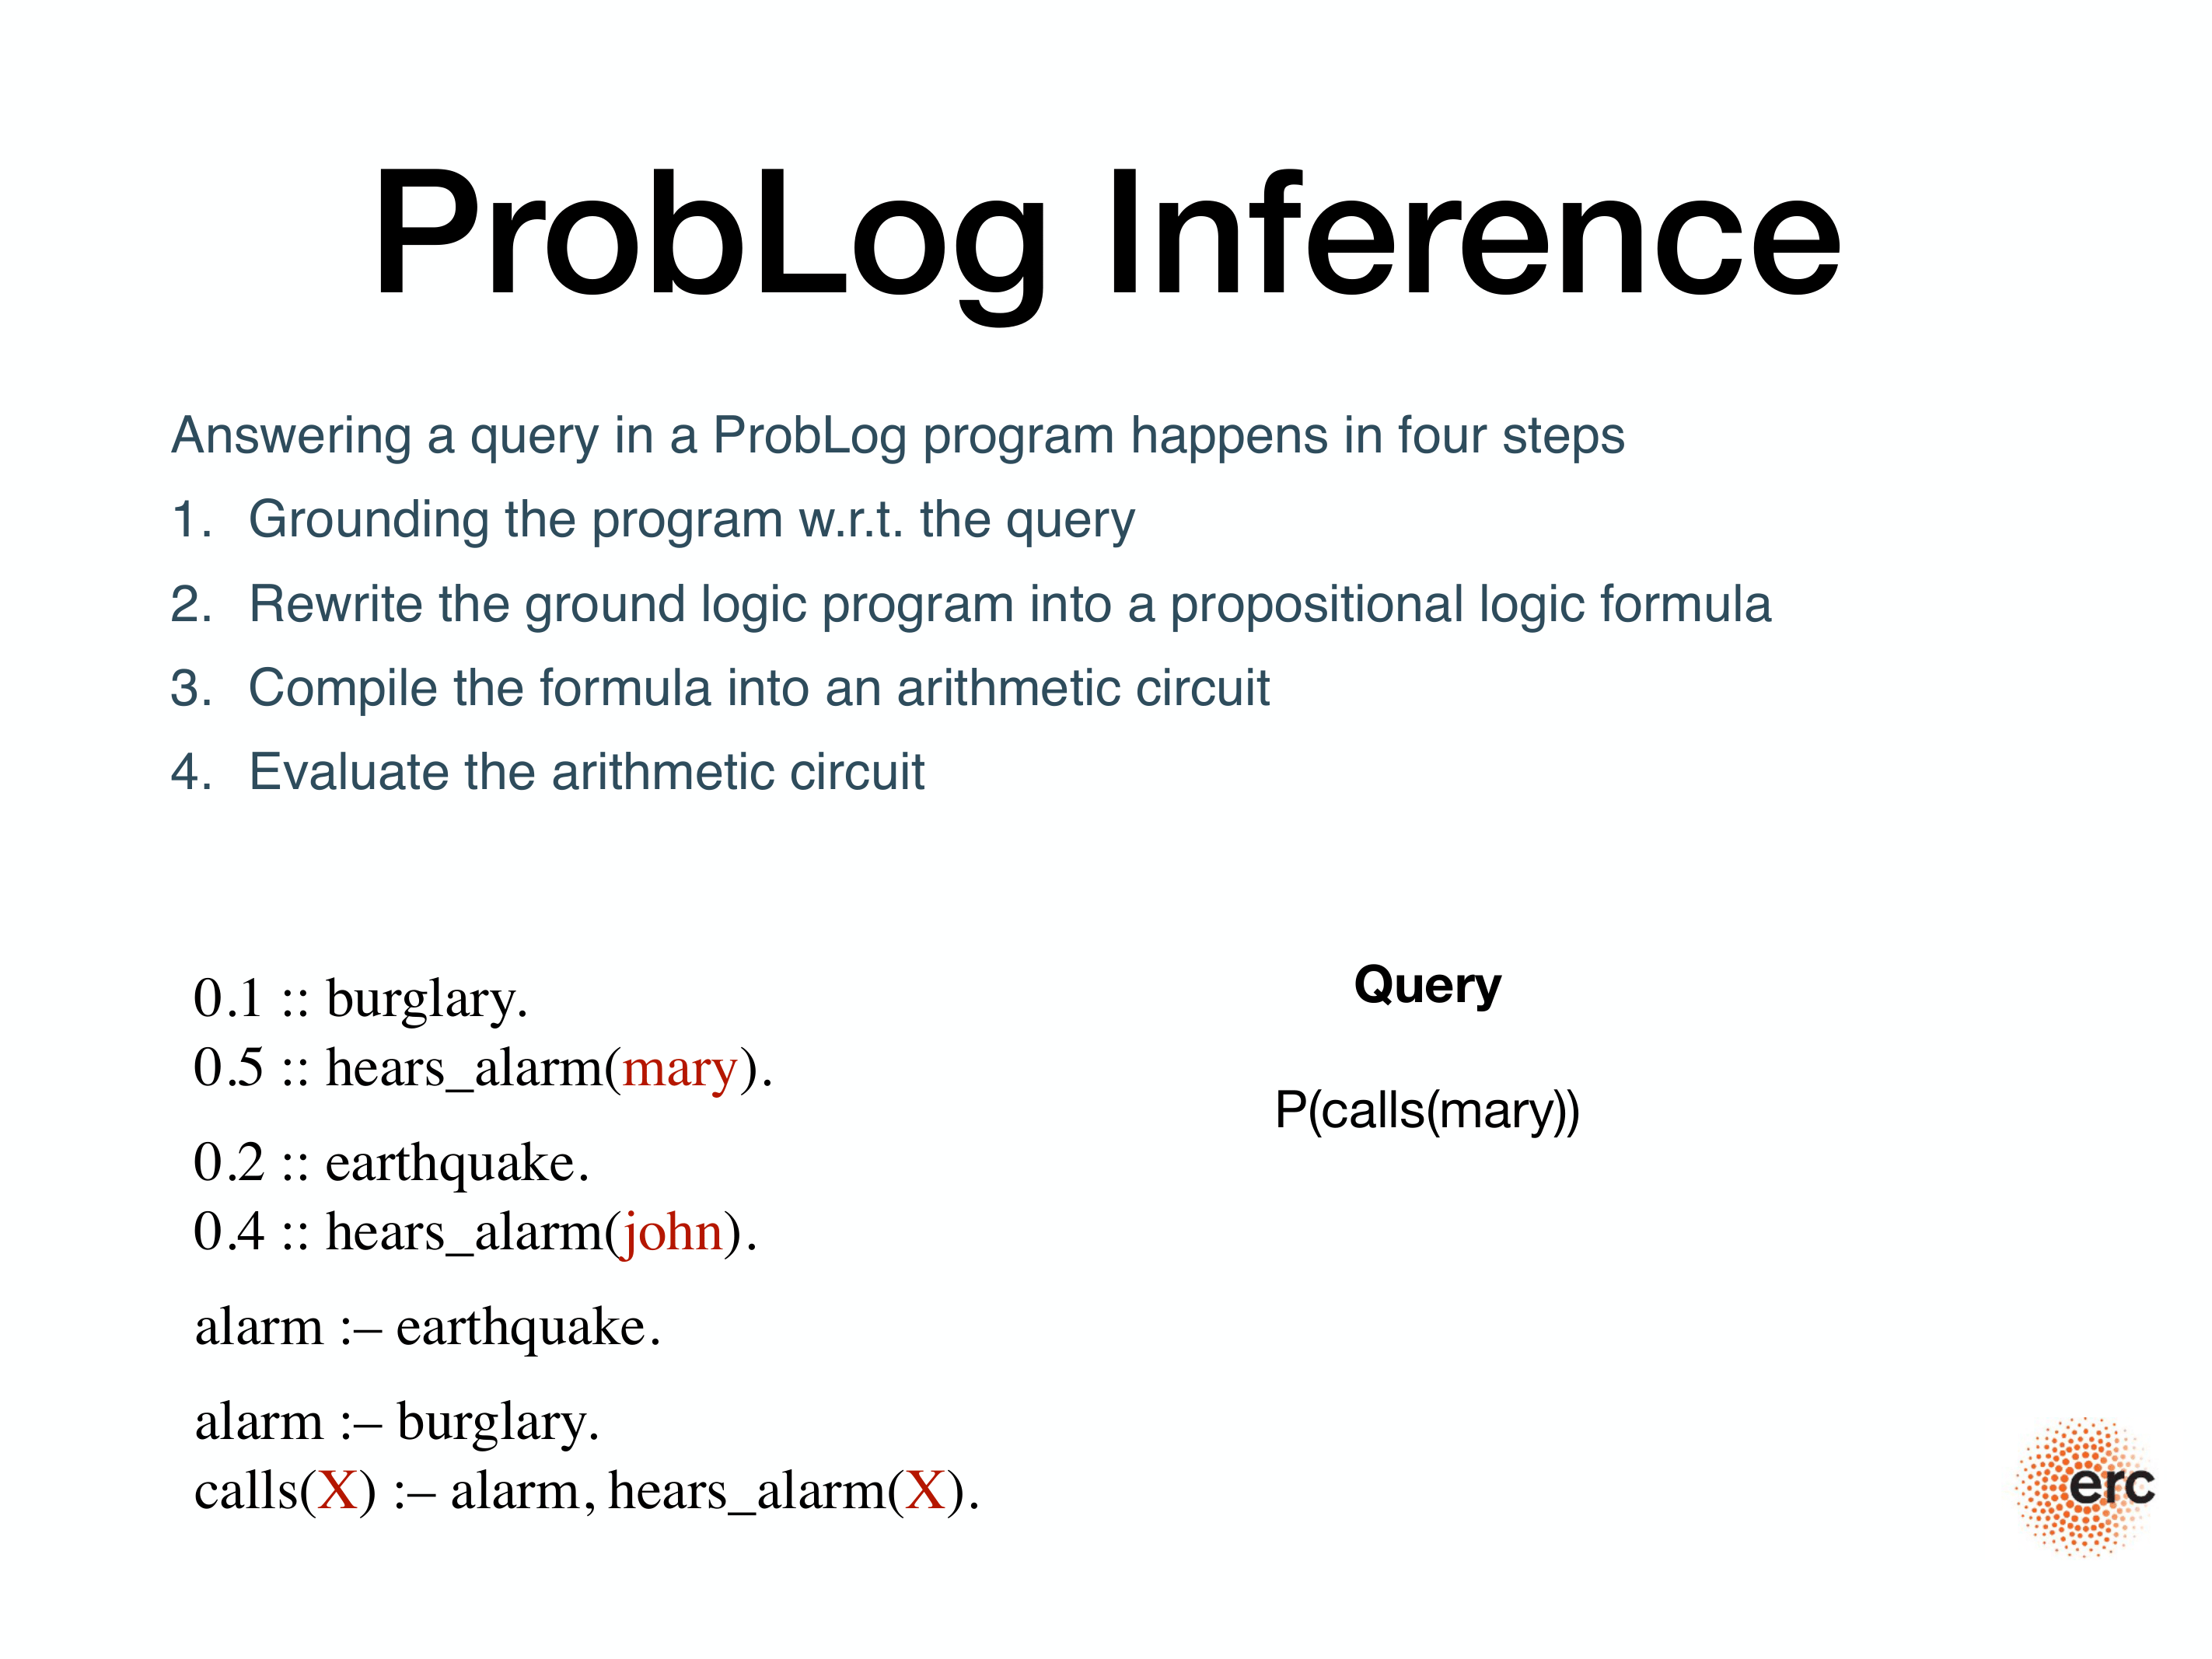 ProbLog Inference
Answering a query in a ProbLog program happens in four steps
1. Grounding the program w.r.t. the query
2. Rewrite the ground logic program into a propositional logic formula
3. Compile the formula into an arithmetic circuit
4. Evaluate the arithmetic circuit
0.1 :: burglary.
0.5 :: hears_alarm(mary).
0.2 :: earthquake.
0.4 :: hears_alarm(john).
alarm :– earthquake.
alarm :– burglary.
calls(X) :– alarm, hears_alarm(X).
Query
P(calls(mary))
erc